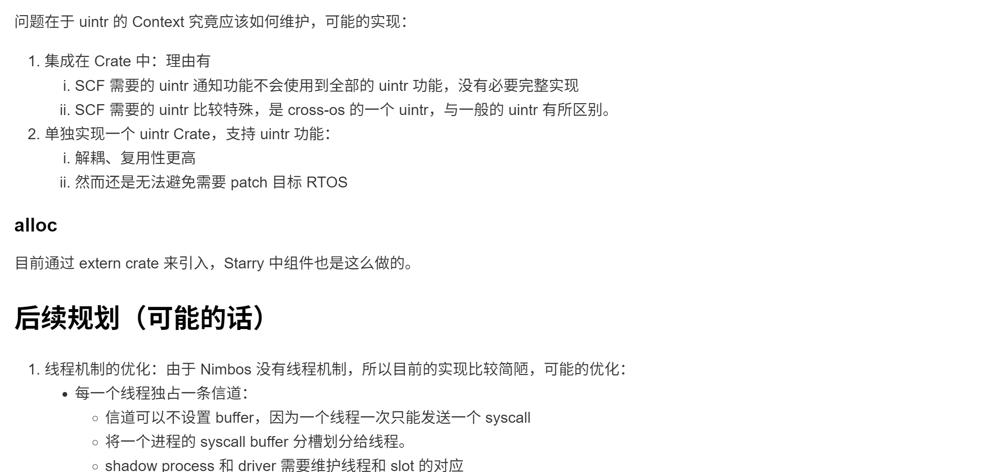 问题在于 uintr 的 Context 究竟应该如何维护，可能的实现：
1. 集成在 Crate 中：理由有
i. SCF 需要的 uintr 通知功能不会使用到全部的 uintr 功能，没有必要完整实现
ii. SCF 需要的 uintr 比较特殊，是 cross-os 的一个 uintr，与一般的 uintr 有所区别。
2. 单独实现一个 uintr Crate，支持 uintr 功能：
i. 解耦、复用性更高
ii. 然而还是无法避免需要 patch 目标 RTOS
alloc
目前通过 extern crate 来引入，Starry 中组件也是这么做的。
后续规划（可能的话）
1. 线程机制的优化：由于 Nimbos 没有线程机制，所以目前的实现比较简陋，可能的优化：
• 每一个线程独占一条信道：
◦ 信道可以不设置 buffer，因为一个线程一次只能发送一个 syscall
◦ 将一个进程的 syscall buffer 分槽划分给线程。
◦ shadow process 和 driver 需要维护线程和 slot 的对应